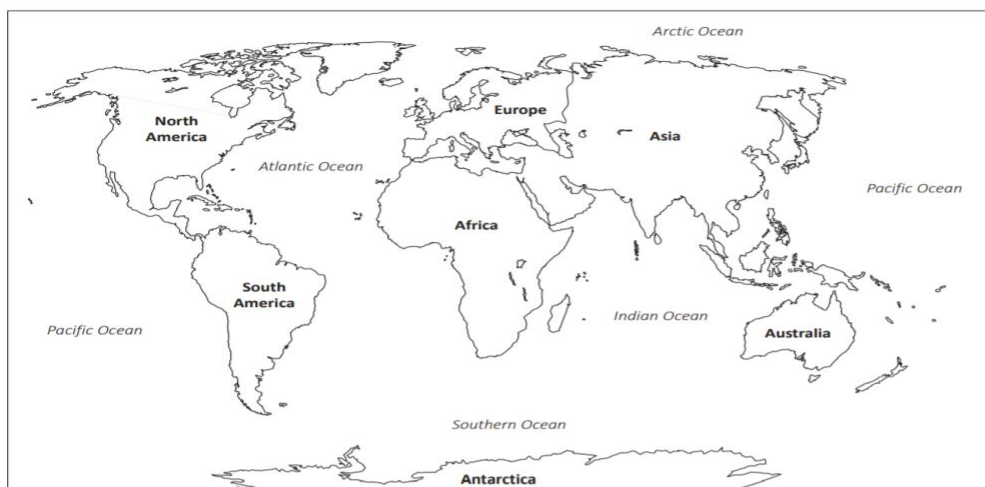 Arctic Ocean
Europe
North
America
Asia
Atlantic Ocean
Pacific Ocean
Africa
South
America
Indian Ocean
Pacific Ocean
Australia
Southern Ocean
Antarctica